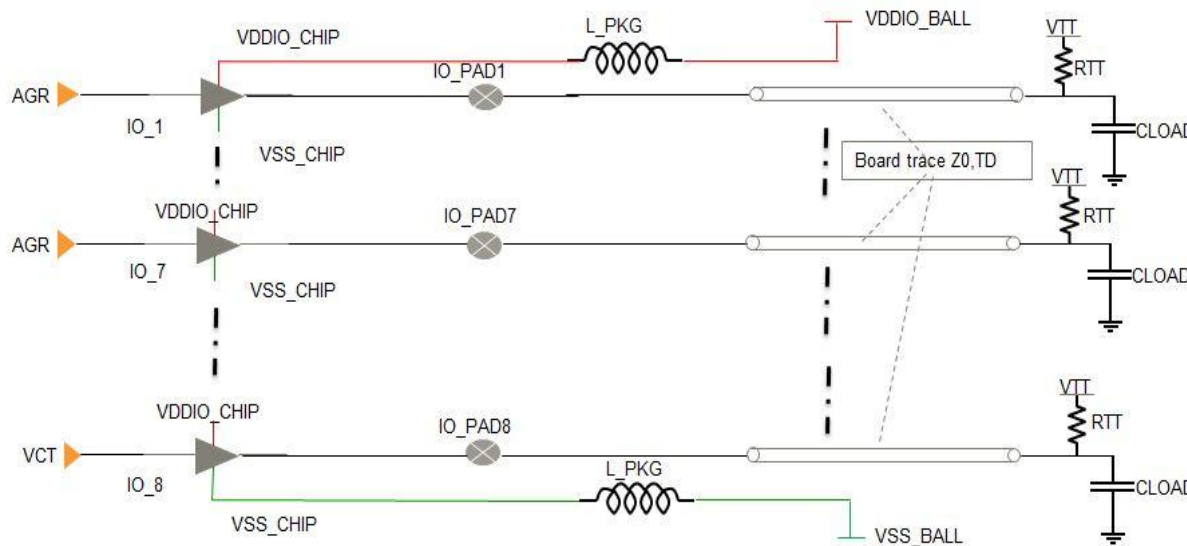 L_PKG
VDDIO_BALL
VDDIO_CHIP
VTT
IO_PAD1
RTT
AGR
IO_1
CLOAD
VSS_CHIP
Board trace Z0,TD
VTT
VDDIO_CHIP
IO_PAD7
RTT
AGR
IO_7
CLOAD
VSS_CHIP
VTT
VDDIO_CHIP
IO_PAD8
RTT
VCT
L_PKG
IO_8
CLOAD
VSS_CHIP
VSS_BALL